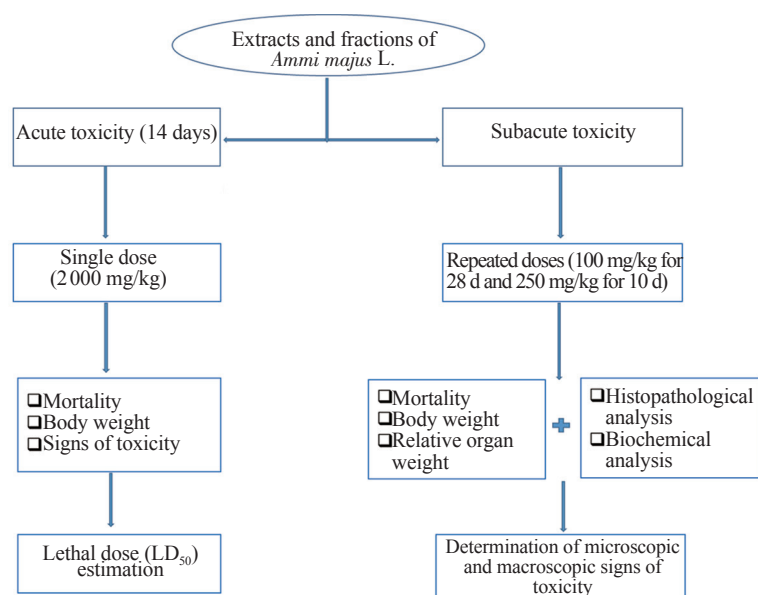 Extracts and fractions of
Ammi majus L.
Acute toxicity (14 days)
Subacute toxicity
Single dose
(2 000 mg/kg)
Repeated doses (100 mg/kg for
28 d and 250 mg/kg for 10 d)
❑Mortality
❑Body weight
❑Signs of toxicity
❑Mortality
❑Body weight
❑Relative organ
weight
❑Histopathological
analysis
❑Biochemical
analysis
Lethal dose (LD50)
estimation
Determination of microscopic
and macroscopic signs of
toxicity